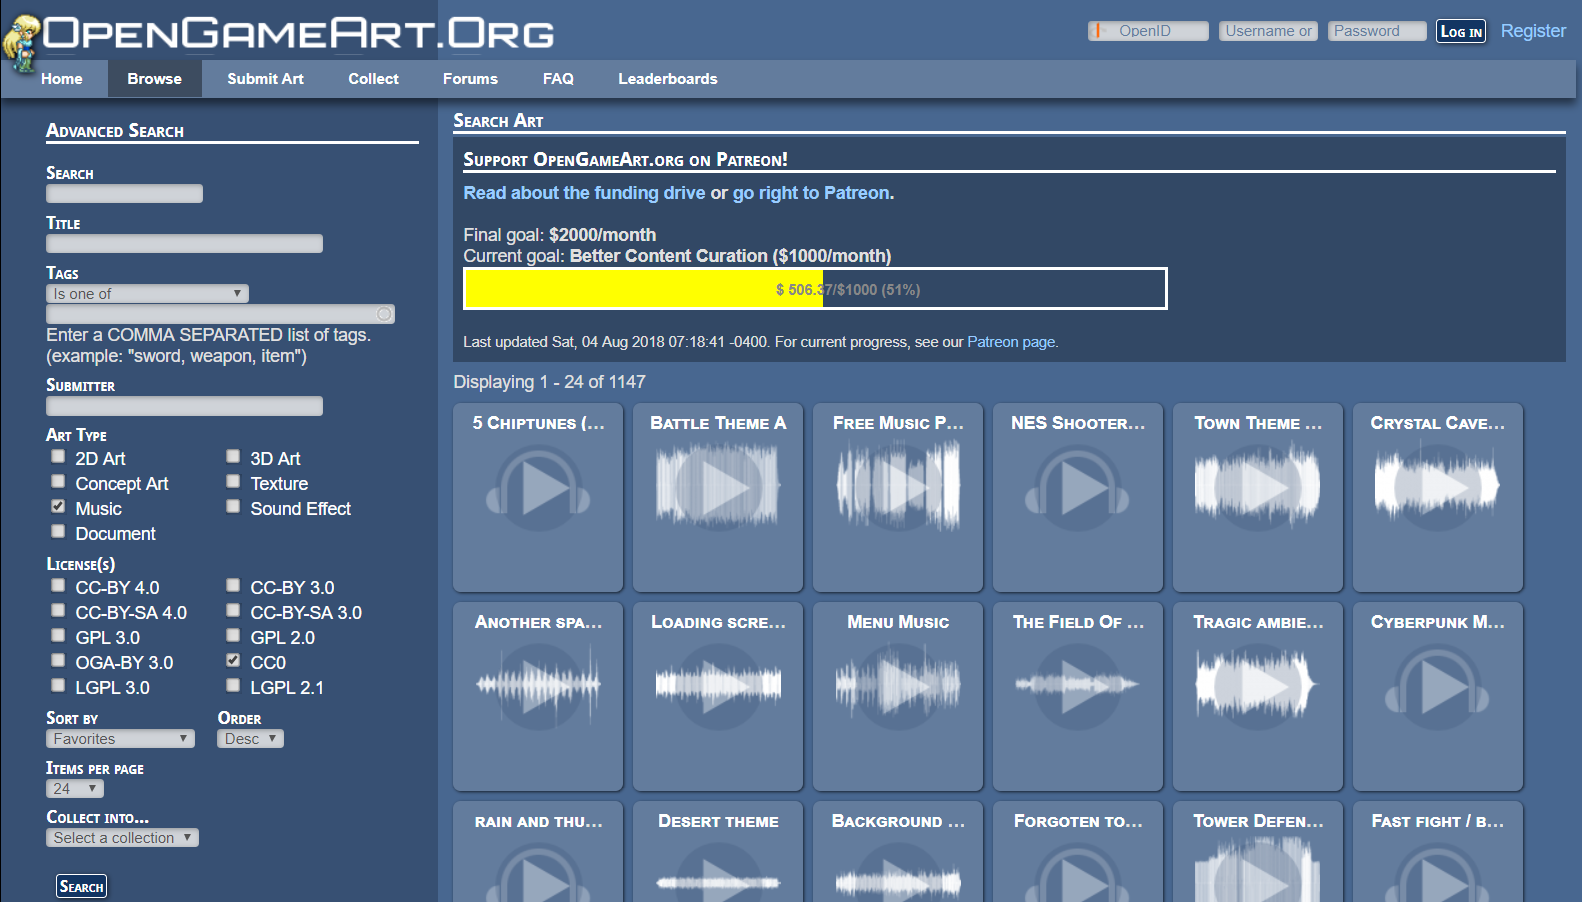 OpenGameArt.Org
OpenID
Username or
Password
Log in
Register
Home
Browse
Submit Art
Collect
Forums
FAQ
Leaderboards
Advanced Search
Search
Title
Tags
Is one of
Enter a COMMA SEPARATED list of tags.
(example: "sword, weapon, item")
Submitter
Art Type
2D Art
3D Art
Concept Art
Texture
Music
Sound Effect
Document
License(s)
CC-BY 4.0
CC-BY 3.0
CC-BY-SA 4.0
CC-BY-SA 3.0
GPL 3.0
GPL 2.0
OGA-BY 3.0
CC0
LGPL 3.0
LGPL 2.1
Sort by
Order
Favorites
Desc
Items per page
24
Collect into...
Select a collection
Search
Search Art
Support OpenGameArt.org on Patreon!
Read about the funding drive or go right to Patreon.
Final goal: $2000/month
Current goal: Better Content Curation ($1000/month)
$ 506.37/$1000 (51%)
Last updated Sat, 04 Aug 2018 07:18:41 -0400. For current progress, see our Patreon page.
Displaying 1 - 24 of 1147
5 Chiptunes (...
Battle Theme A
Free Music P...
NES Shooter...
Town Theme ...
Crystal Cave...
Another spa...
Loading scre...
Menu Music
The Field Of ...
Tragic ambie...
Cyberpunk M...
rain and thu...
Desert theme
Background ...
Forgoten to...
Tower Defen...
Fast fight / b...